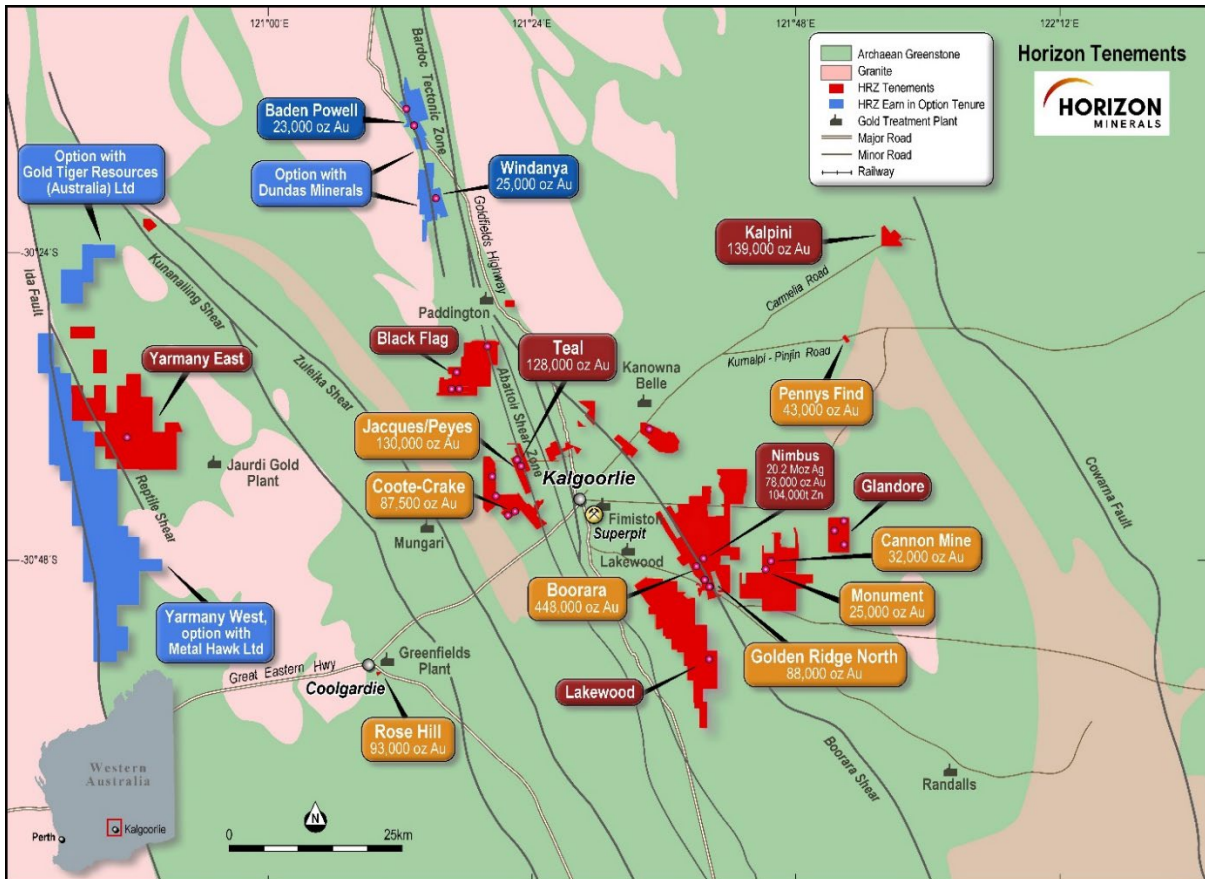 121°00'E
121°24'E
121°48'E
122°12'E
Archaean Greenstone
Granite
HRZ Tenements
HRZ Earn in Option Tenure
Gold Treatment Plant
Major Road
Minor Road
Railway
Horizon Tenements
HORIZON
MINERALS
Bardoc Tectonic Zone
Baden Powell
23,000 oz Au
Option with
Gold Tiger Resources
(Australia) Ltd
Option with
Dundas Minerals
Windanya
25,000 oz Au
Goldfields Highway
Kalpini
139,000 oz Au
-30°24'S
Ida Fault
Kunanalling Shear
Carmelia Road
Paddington
Zuleika Shear
Black Flag
Teal
128,000 oz Au
Kanowna
Belle
Kurnalpi - Pinjin Road
Yarmany East
Abattoir Shear Zone
Pennys Find
43,000 oz Au
Jacques/Peyes
130,000 oz Au
Jaurdi Gold
Plant
Reptile Shear
Kalgoorlie
Nimbus
20.2 Moz Ag
78,000 oz Au
104,000t Zn
Glandore
Cowarna Fault
Coote-Crake
87,500 oz Au
Fimiston
Superpit
Mungari
Lakewood
Cannon Mine
32,000 oz Au
-30°48'S
Boorara
448,000 oz Au
Monument
25,000 oz Au
Yarmany West,
option with
Metal Hawk Ltd
Golden Ridge North
88,000 oz Au
Greenfields
Plant
Great Eastern Hwy
Coolgardie
Lakewood
Rose Hill
93,000 oz Au
Boorara Shear
Randalls
Western
Australia
Perth
Kalgoorlie
N
0
25km